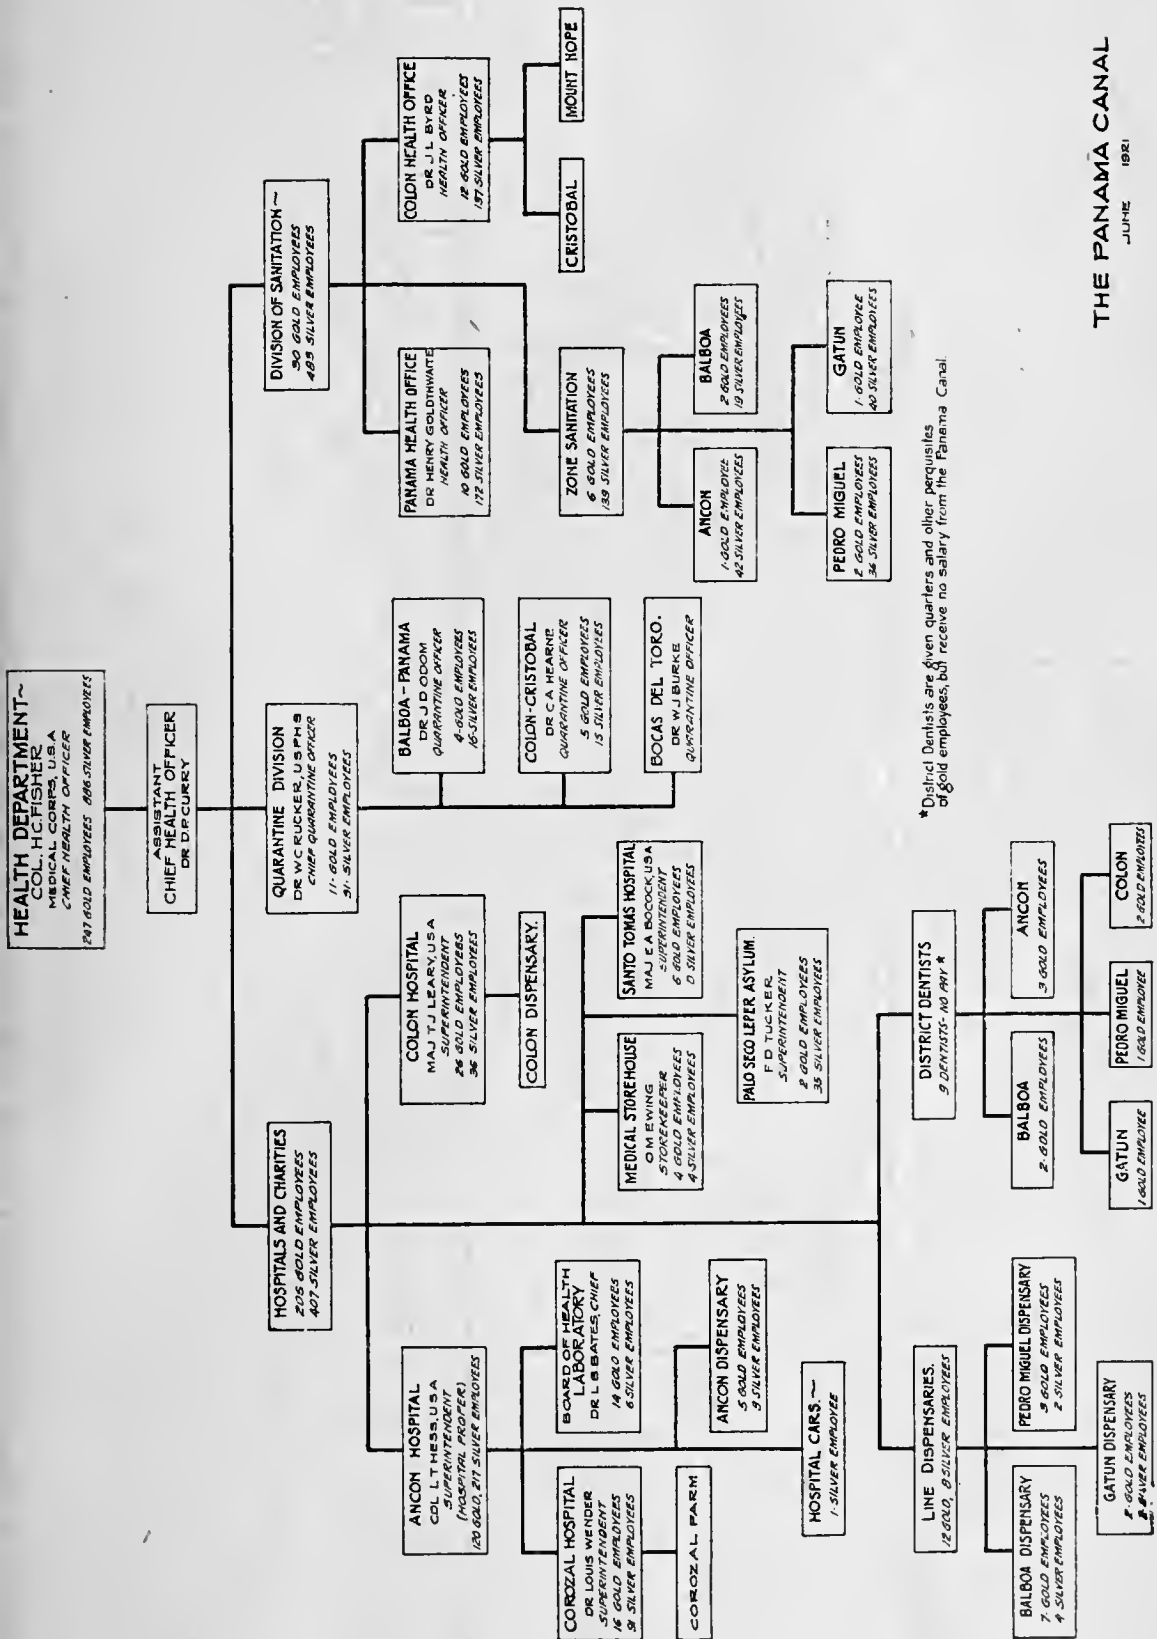 HEALTH DEPARTMENT~
COL. H.C. FISHER
MEDICAL CORPS, U.S.A
CHIEF HEALTH OFFICER
247 GOLD EMPLOYEES 886 SILVER EMPLOYEES
ASSISTANT
CHIEF HEALTH OFFICER
DR D.P. CURRY
HOSPITALS AND CHARITIES
205 GOLD EMPLOYEES
407 SILVER EMPLOYEES
QUARANTINE DIVISION
DR W C RUCKER, U S P H S
CHIEF QUARANTINE OFFICER
11 GOLD EMPLOYEES
31 SILVER EMPLOYEES
DIVISION OF SANITATION~
30 GOLD EMPLOYEES
SILVER EMPLOYEES
ANCON HOSPITAL
COL L T HESS, U.S.A
SUPERINTENDENT
(HOSPITAL PROPER)
120 GOLD, 217 SILVER EMPLOYEES
COLON HOSPITAL
MAJ T J LEARY, U.S.A
SUPERINTENDENT
26 GOLD EMPLOYEES
36 SILVER EMPLOYEES
COLON DISPENSARY.
BALBOA - PANAMA
DR J D ODOM
QUARANTINE OFFICER
4-GOLD EMPLOYEES
16-SILVER EMPLOYEES
COLON-CRISTOBAL
DR C A HEARNE
QUARANTINE OFFICER
5 GOLD EMPLOYEES
15 SILVER EMPLOYEES
BOCAS DEL TORO.
DR W J BURKE
QUARANTINE OFFICER
PANAMA HEALTH OFFICE
DR HENRY GOLDTHWAITE
HEALTH OFFICER
10 GOLD EMPLOYEES
172 SILVER EMPLOYEES
COLON HEALTH OFFICE
DR J L BYRD
HEALTH OFFICER
12 GOLD EMPLOYEES
137 SILVER EMPLOYEES
CRISTOBAL
MOUNT HOPE
ZONE SANITATION
6 GOLD EMPLOYEES
139 SILVER EMPLOYEES
ANCON
1-GOLD EMPLOYEE
42 SILVER EMPLOYEES
BALBOA
2 GOLD EMPLOYEES
19 SILVER EMPLOYEES
PEDRO MIGUEL
2 GOLD EMPLOYEES
36 SILVER EMPLOYEES
GATUN
1-GOLD EMPLOYEE
40 SILVER EMPLOYEES
COROZAL HOSPITAL
DR LOUIS WENDER
SUPERINTENDENT
16 GOLD EMPLOYEES
91 SILVER EMPLOYEES
COROZAL FARM
BOARD OF HEALTH
LABORATORY
DR L B BATES, CHIEF
14 GOLD EMPLOYEES
6 SILVER EMPLOYEES
ANCON DISPENSARY
5 GOLD EMPLOYEES
9 SILVER EMPLOYEES
HOSPITAL CARS.~
1-SILVER EMPLOYEE
MEDICAL STOREHOUSE
O M EWING
STOREKEEPER
4 GOLD EMPLOYEES
4 SILVER EMPLOYEES
SANTO TOMAS HOSPITAL
MAJ E A BOCOCK, USA
SUPERINTENDENT
6 GOLD EMPLOYEES
0 SILVER EMPLOYEES
PALO SECO LEPER ASYLUM.
F D TUCKER
SUPERINTENDENT
2 GOLD EMPLOYEES
35 SILVER EMPLOYEES
LINE DISPENSARIES.
12 GOLD, 8 SILVER EMPLOYEES
BALBOA DISPENSARY
7-GOLD EMPLOYEES
4 SILVER EMPLOYEES
PEDRO MIGUEL DISPENSARY
3 GOLD EMPLOYEES
2 SILVER EMPLOYEES
GATUN DISPENSARY
2-GOLD EMPLOYEES
2 SILVER EMPLOYEES
DISTRICT DENTISTS
9 DENTISTS - NO PAY *
BALBOA
2-GOLD EMPLOYEES
ANCON
3 GOLD EMPLOYEES
GATUN
1 GOLD EMPLOYEE
PEDRO MIGUEL
1 GOLD EMPLOYEE
COLON
2 GOLD EMPLOYEES
*District Dentists are given quarters and other perquisites
of gold employees, but receive no salary from the Panama Canal.
THE PANAMA CANAL
JUNE 1921